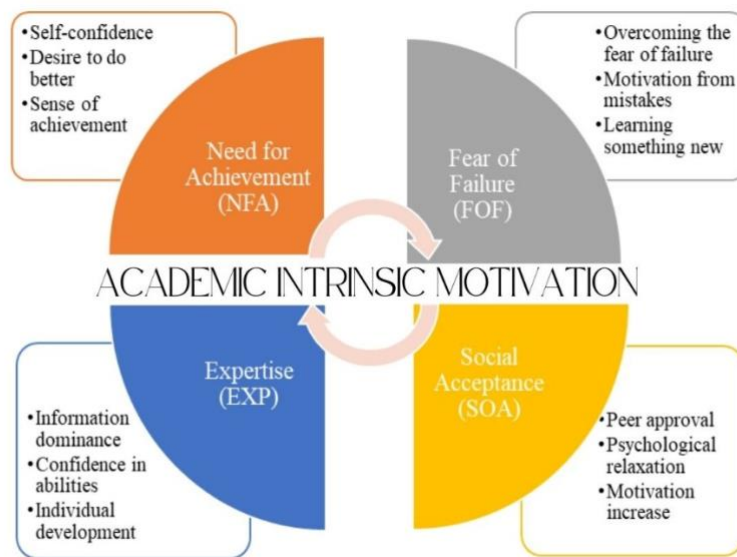 •Self-confidence
•Desire to do
better
•Sense of
achievement
Need for
Achievement
(NFA)
•Overcoming the
fear of failure
•Motivation from
mistakes
•Learning
something new
Fear of
Failure
(FOF)
ACADEMIC INTRINSIC MOTIVATION
Expertise
(EXP)
•Information
dominance
•Confidence in
abilities
•Individual
development
Social
Acceptance
(SOA)
•Peer approval
•Psychological
relaxation
•Motivation
increase